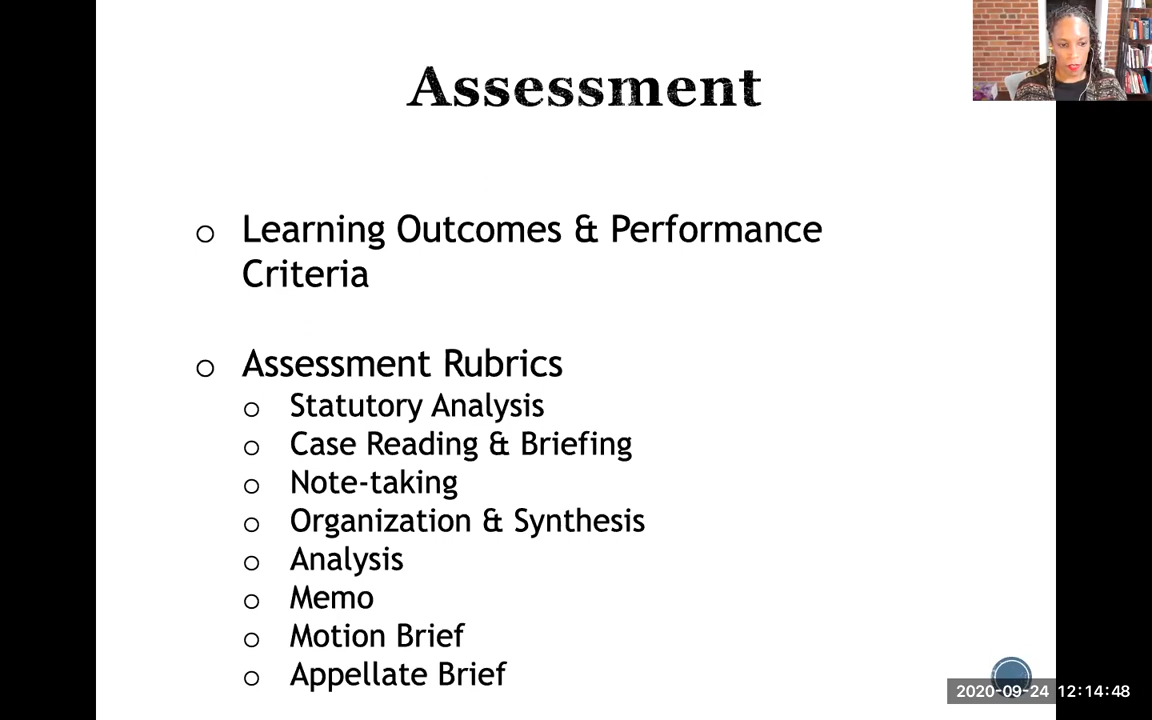 Assessment
o Learning Outcomes & Performance
Criteria
o Assessment Rubrics
o Statutory Analysis
o Case Reading & Briefing
o Note-taking
o Organization & Synthesis
o Analysis
o Memo
o Motion Brief
o Appellate Brief
2020-09-24 12:14:48